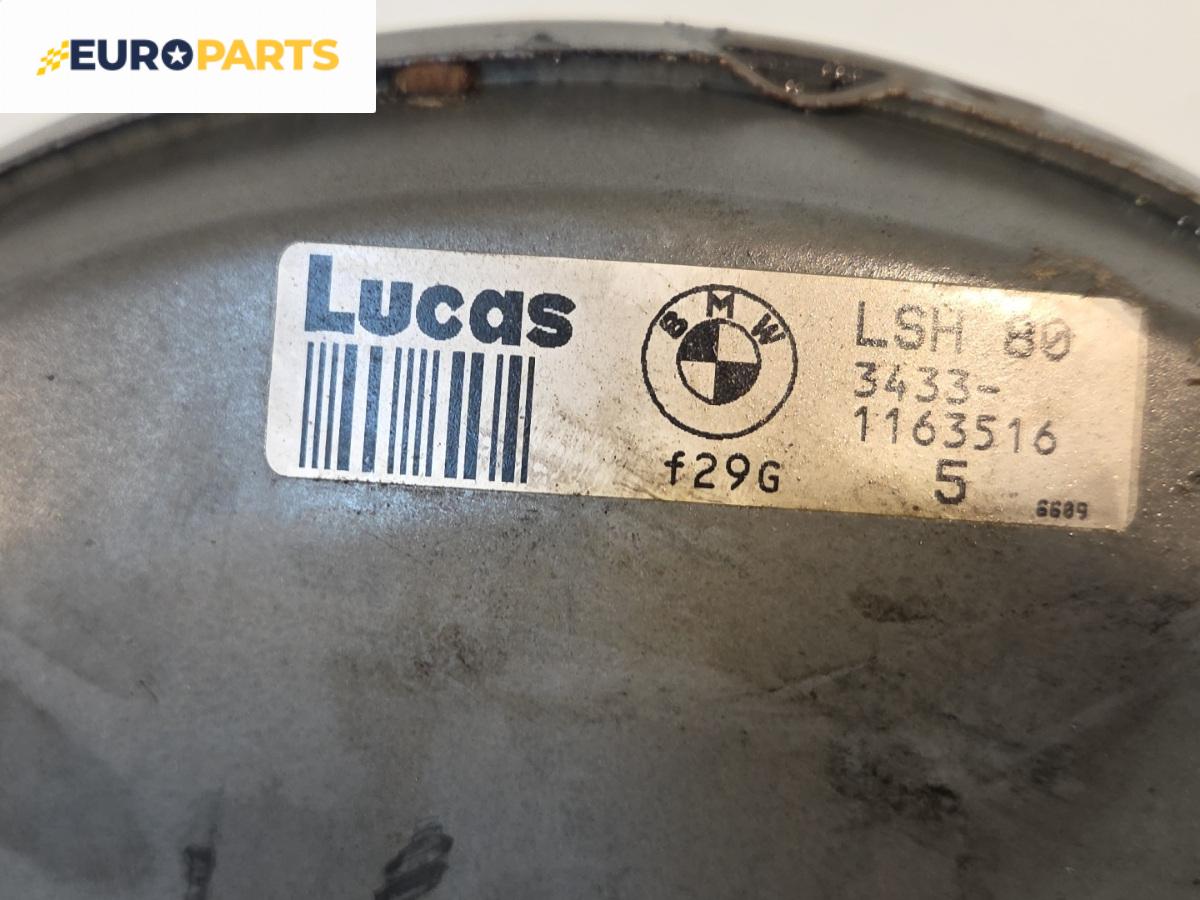 EUROPARTS
Lucas
BMW
LSH 80
3433-
1163516
f29G
5
6609